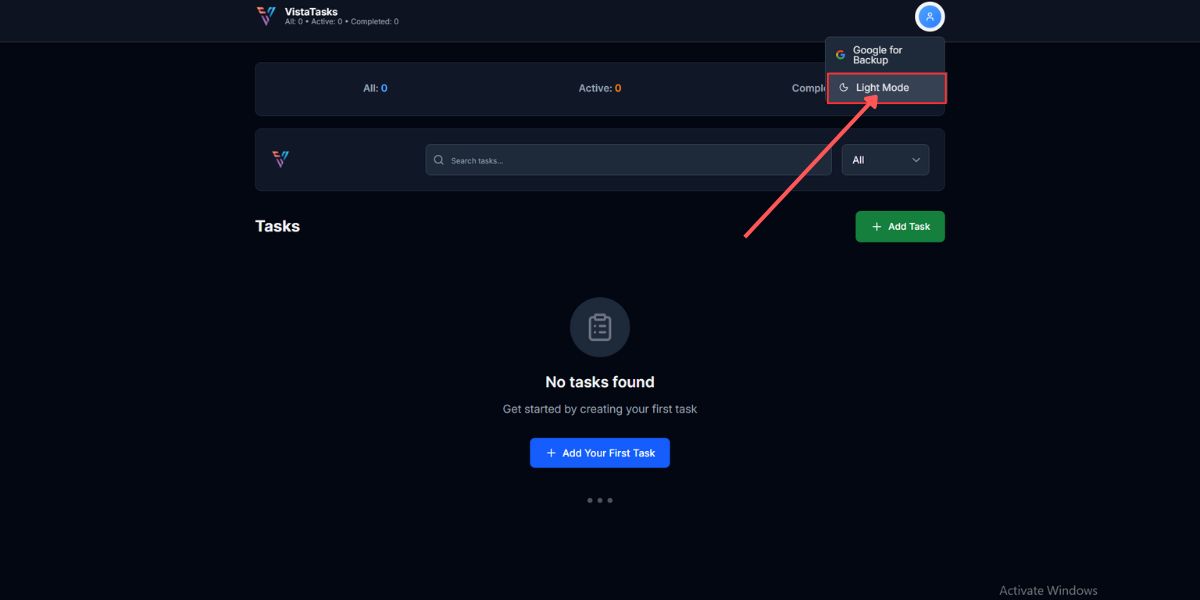 VistaTasks
All: 0 • Active: 0 • Completed: 0
Google for
Backup
Light Mode
All: 0
Active: 0
Search tasks...
All
Tasks
+ Add Task
No tasks found
Get started by creating your first task
+ Add Your First Task
Activate Windows